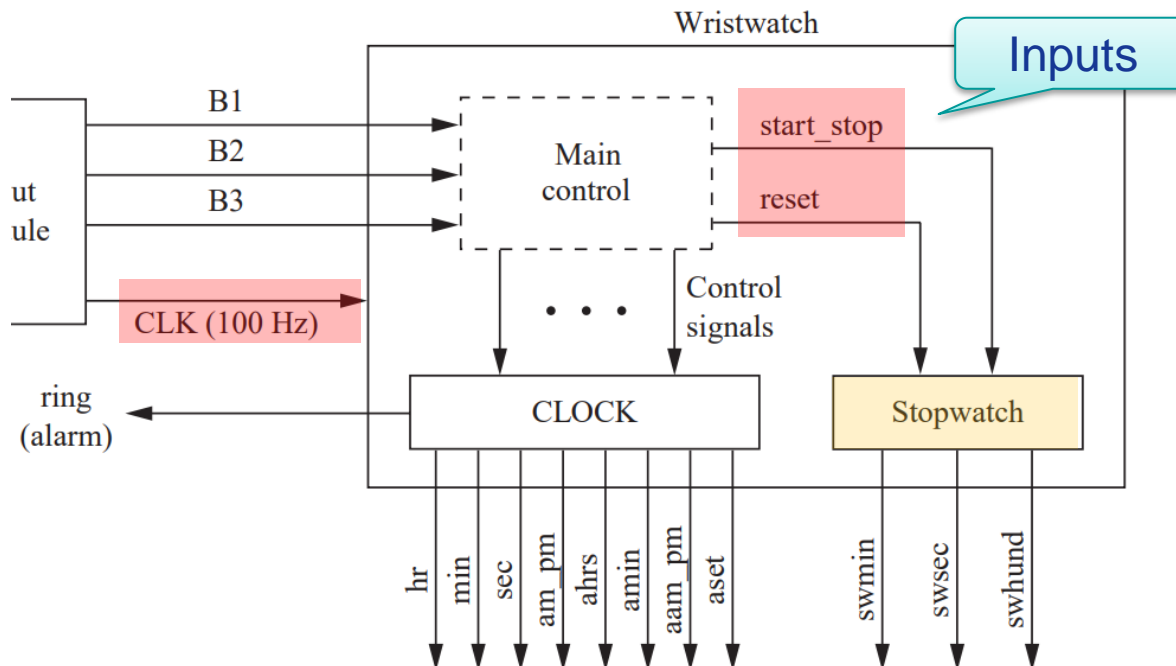 Wristwatch
Inputs
B1
B2
B3
ut
ule
CLK (100 Hz)
Main
control
start_stop
reset
Control
signals
ring
(alarm)
CLOCK
Stopwatch
hr
min
sec
am_pm
ahrs
amin
aam_pm
aset
swmin
swsec
swhund